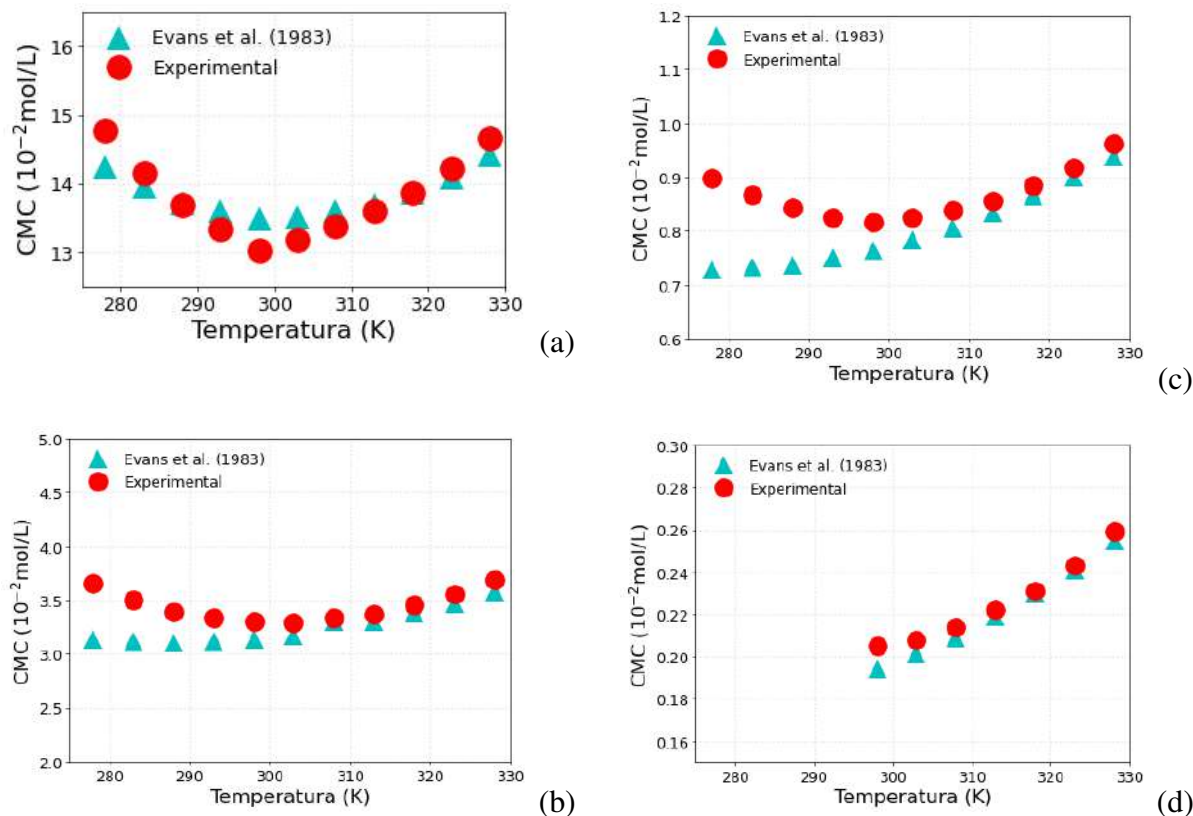 CMC (10⁻²mol/L)
Evans et al. (1983)
Experimental
16
15
14
13
280 290 300 310 320 330
Temperatura (K)
(a)
CMC (10⁻²mol/L)
Evans et al. (1983)
Experimental
1.2
1.1
1.0
0.9
0.8
0.7
0.6
280 290 300 310 320 330
Temperatura (K)
(c)
CMC (10⁻²mol/L)
Evans et al. (1983)
Experimental
5.0
4.5
4.0
3.5
3.0
2.5
2.0
280 290 300 310 320 330
Temperatura (K)
(b)
CMC (10⁻²mol/L)
Evans et al. (1983)
Experimental
0.30
0.28
0.26
0.24
0.22
0.20
0.18
0.16
280 290 300 310 320 330
Temperatura (K)
(d)